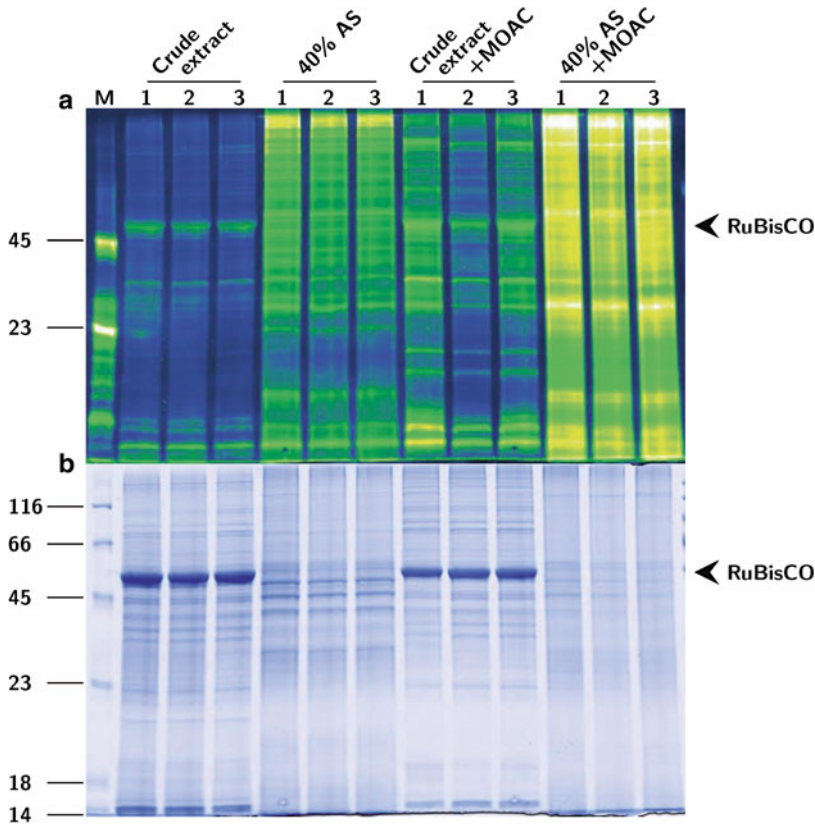 Crude extract
40% AS
Crude extract +MOAC
40% AS +MOAC
a
M 1 2 3 1 2 3 1 2 3 1 2 3
45
23
RuBisCO
b
116
66
45
23
18
14
RuBisCO